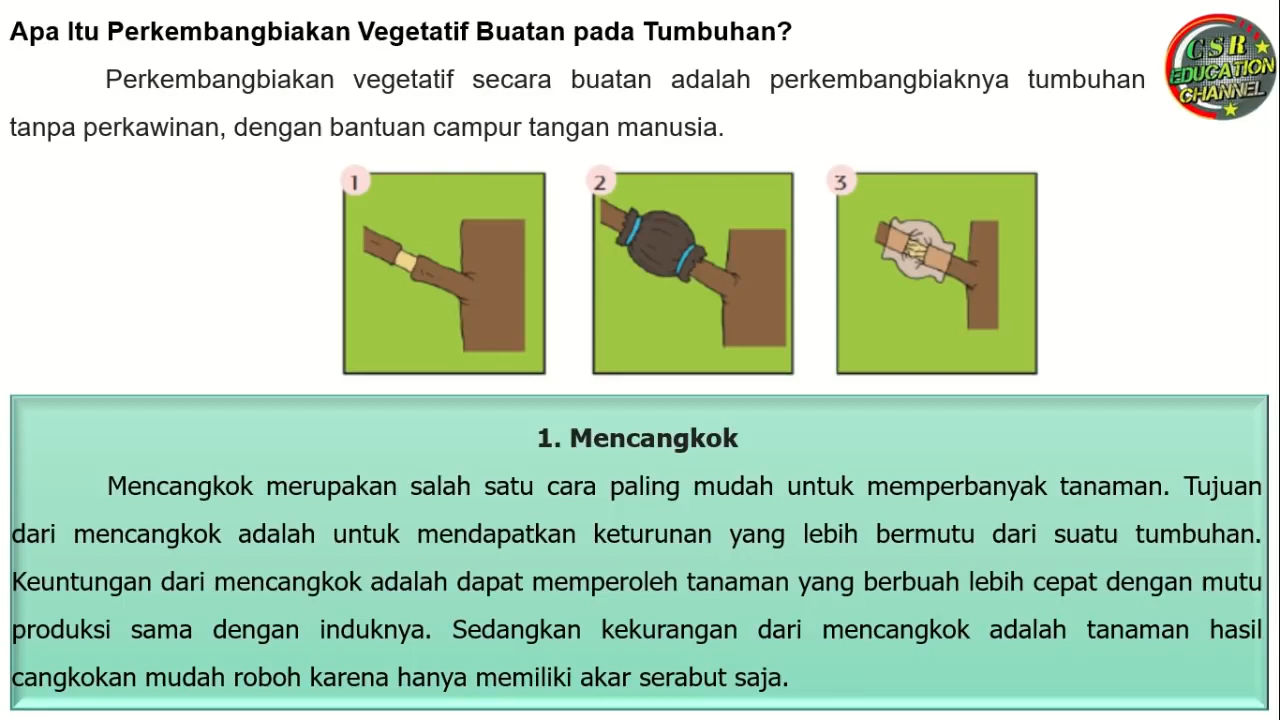 Apa Itu Perkembangbiakan Vegetatif Buatan pada Tumbuhan?
CSR
EDUCATION
CHANNEL
Perkembangbiakan vegetatif secara buatan adalah perkembangbiaknya tumbuhan
tanpa perkawinan, dengan bantuan campur tangan manusia.
1
2
3
1. Mencangkok
Mencangkok merupakan salah satu cara paling mudah untuk memperbanyak tanaman. Tujuan
dari mencangkok adalah untuk mendapatkan keturunan yang lebih bermutu dari suatu tumbuhan.
Keuntungan dari mencangkok adalah dapat memperoleh tanaman yang berbuah lebih cepat dengan mutu
produksi sama dengan induknya. Sedangkan kekurangan dari mencangkok adalah tanaman hasil
cangkokan mudah roboh karena hanya memiliki akar serabut saja.